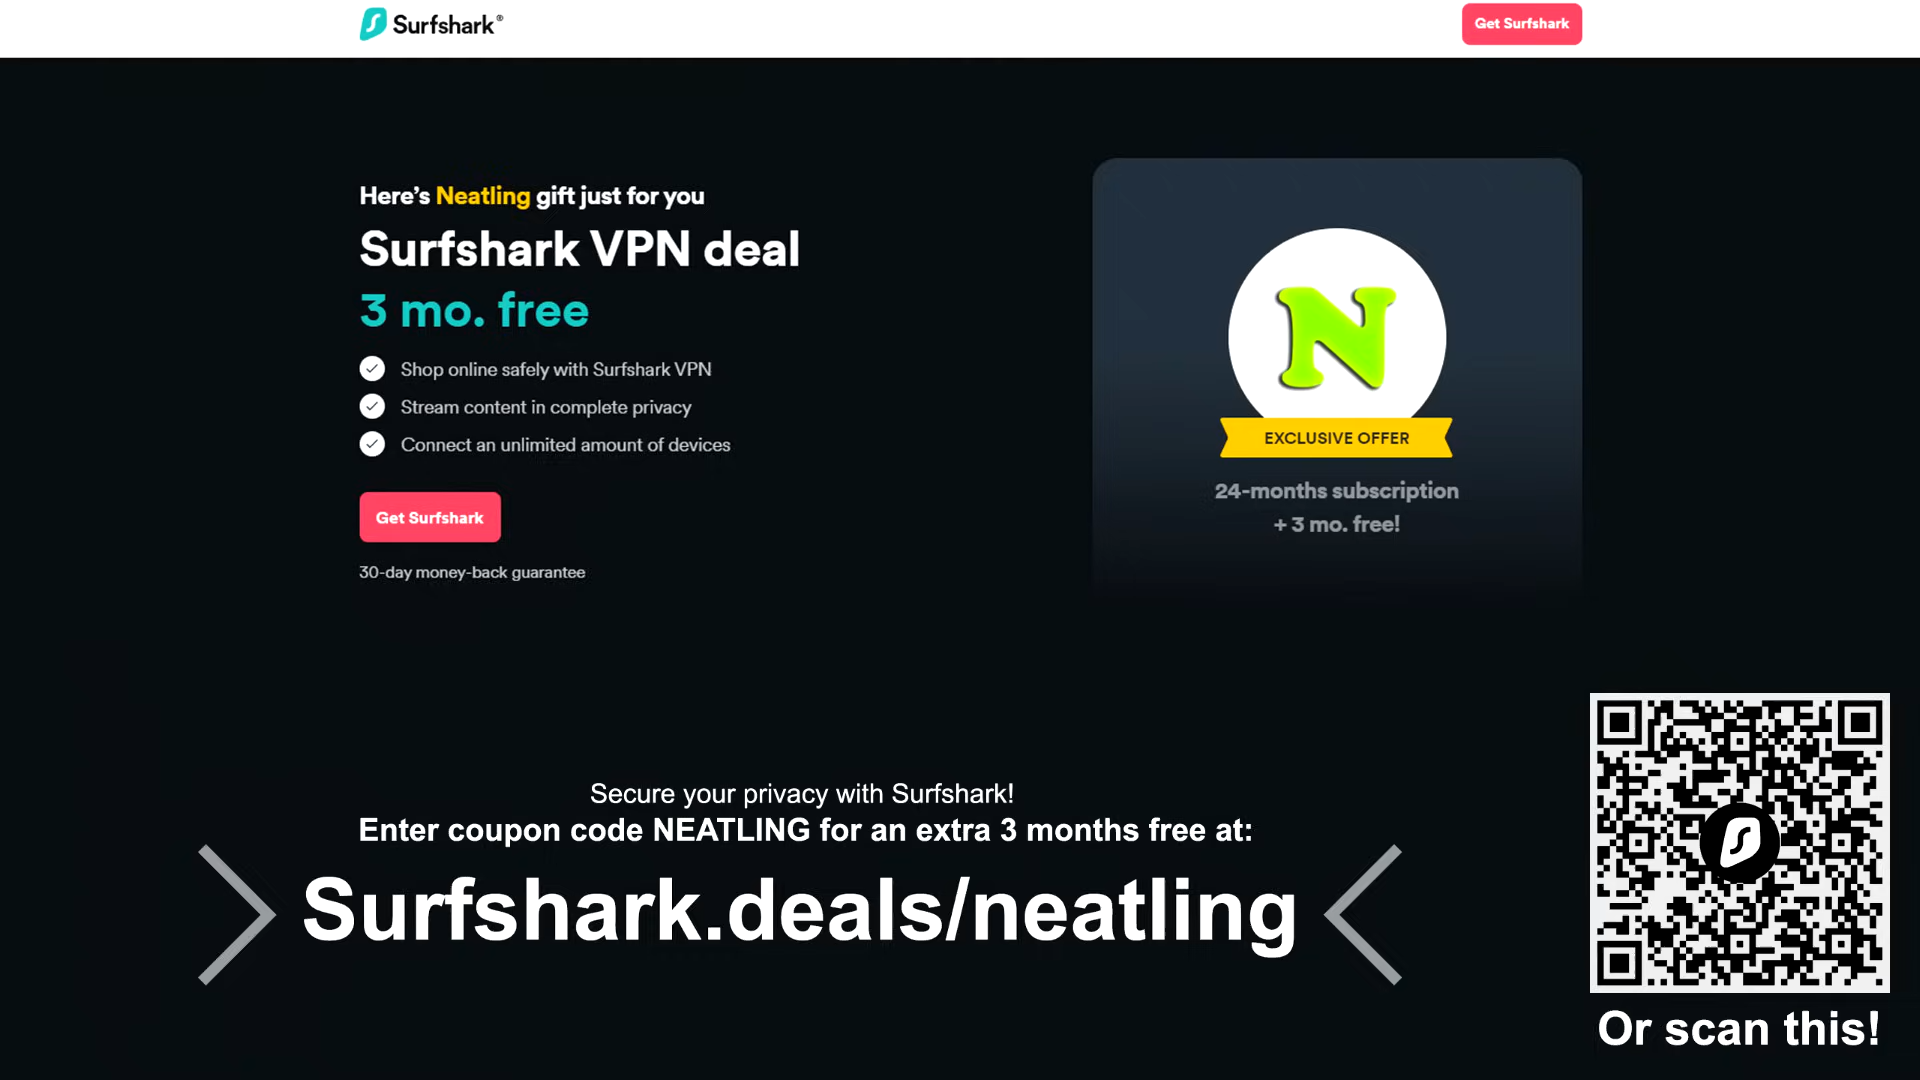 Surfshark®
Get Surfshark
Here's Neatling gift just for you
Surfshark VPN deal
3 mo. free
Shop online safely with Surfshark VPN
Stream content in complete privacy
Connect an unlimited amount of devices
Get Surfshark
30-day money-back guarantee
N
EXCLUSIVE OFFER
24-months subscription
+ 3 mo. free!
Secure your privacy with Surfshark!
Enter coupon code NEATLING for an extra 3 months free at:
Surfshark.deals/neatling
Or scan this!